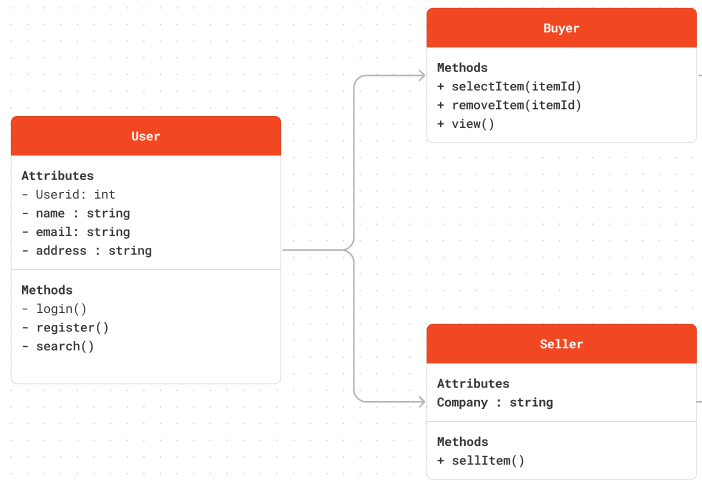 User
Attributes
- Userid: int
- name : string
- email: string
- address : string
Methods
- login()
- register()
- search()
Buyer
Methods
+ selectItem(itemId)
+ removeItem(itemId)
+ view()
Seller
Attributes
Company : string
Methods
+ sellItem()